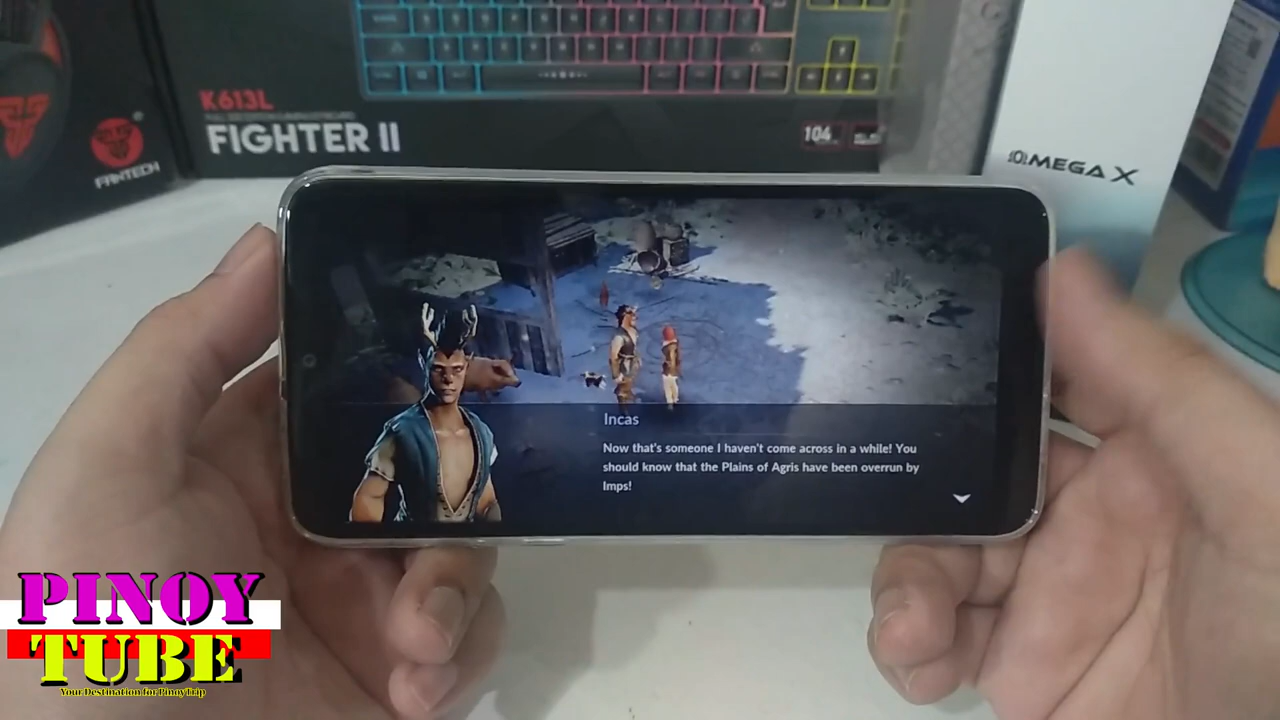 K613L
FIGHTER II
104
FANTECH
OMEGA X
Incas
Now that's someone I haven't come across in a while! You
should know that the Plains of Agris have been overrun by
Imps!
PINOY
TUBE
Your Destination for PinoyTrip